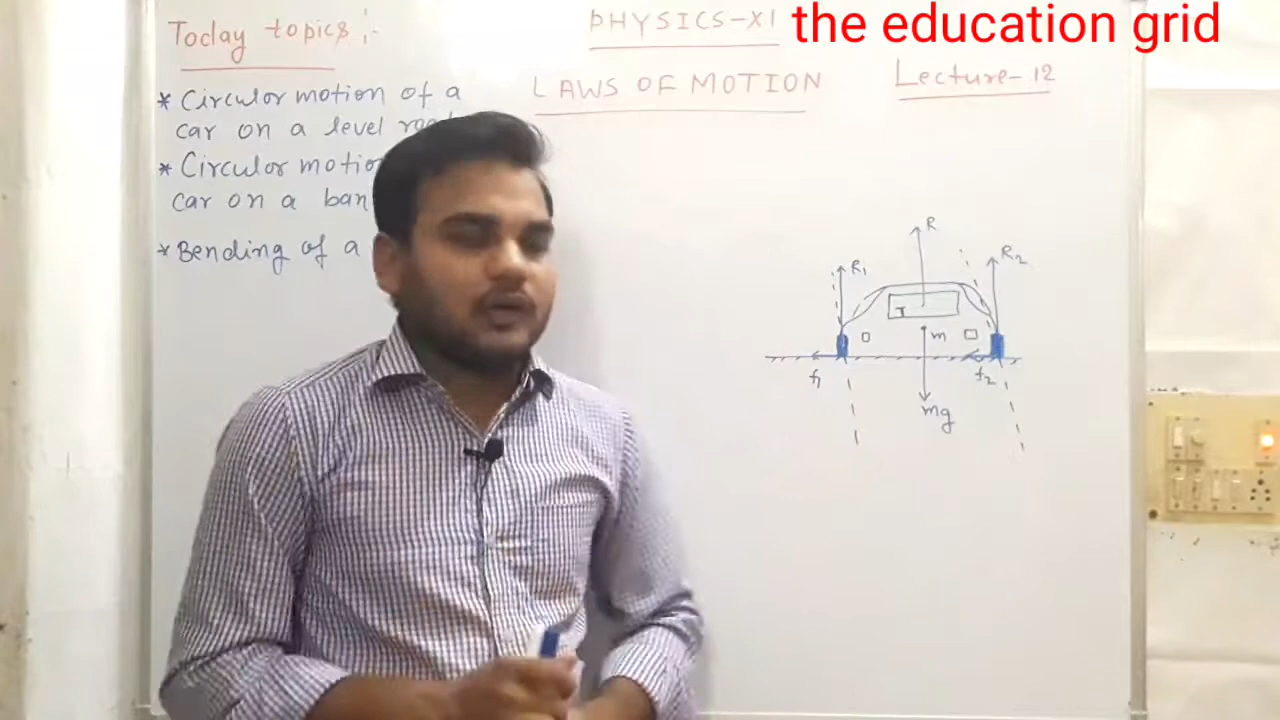 Today topics :-
* Circular motion of a
car on a level
* Circular
car on a
* Bending of a
PHYSICS-XI
the education grid
LAWS OF MOTION
Lecture-12
R
R1
R2
m
f1
f2
mg